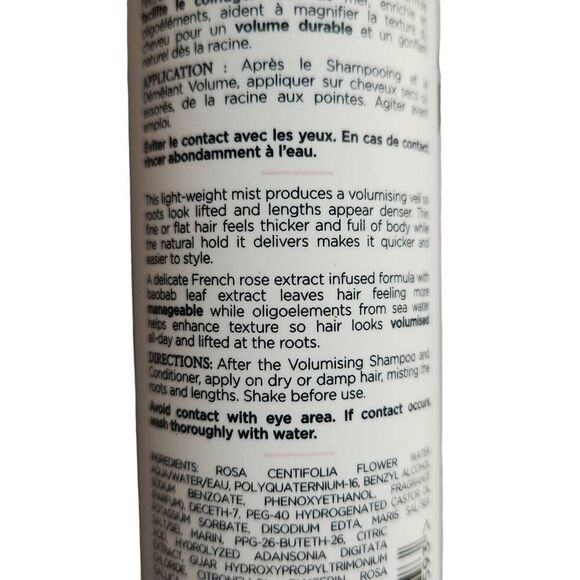 facilite le coiffage
oligoéléments, aident à magnifier la texture du
cheveu pour un volume durable et un gonflant
naturel dès la racine.
APPLICATION : Après le Shampooing et le
Démêlant Volume, appliquer sur cheveux secs ou
essorés, de la racine aux pointes. Agiter avant
emploi.
Éviter le contact avec les yeux. En cas de contact,
rincer abondamment à l'eau.
This light-weight mist produces a volumising veil so
roots look lifted and lengths appear denser. Thin,
fine or flat hair feels thicker and full of body while
the natural hold it delivers makes it quicker and
easier to style.
A delicate French rose extract infused formula with
baobab leaf extract leaves hair feeling more
manageable while oligoelements from sea water
helps enhance texture so hair looks volumised
all-day and lifted at the roots.
DIRECTIONS: After the Volumising Shampoo and
Conditioner, apply on dry or damp hair, misting the
roots and lengths. Shake before use.
Avoid contact with eye area. If contact occurs,
wash thoroughly with water.
INGREDIENTS: ROSA CENTIFOLIA FLOWER WATER,
AQUA/WATER/EAU, POLYQUATERNIUM-16, BENZYL ALCOHOL,
SODIUM BENZOATE, PHENOXYETHANOL, FRAGRANCE
(PARFUM), DECETH-7, PEG-40 HYDROGENATED CASTOR OIL,
POTASSIUM SORBATE, DISODIUM EDTA, MARIS SAL/SEA
SALT/SEL MARIN, PPG-26-BUTETH-26, CITRIC
ACID, HYDROLYZED ADANSONIA DIGITATA
EXTRACT, GUAR HYDROXYPROPYLTRIMONIUM
CHLORIDE, CITRONELLOL, GLYCERIN, ROSA